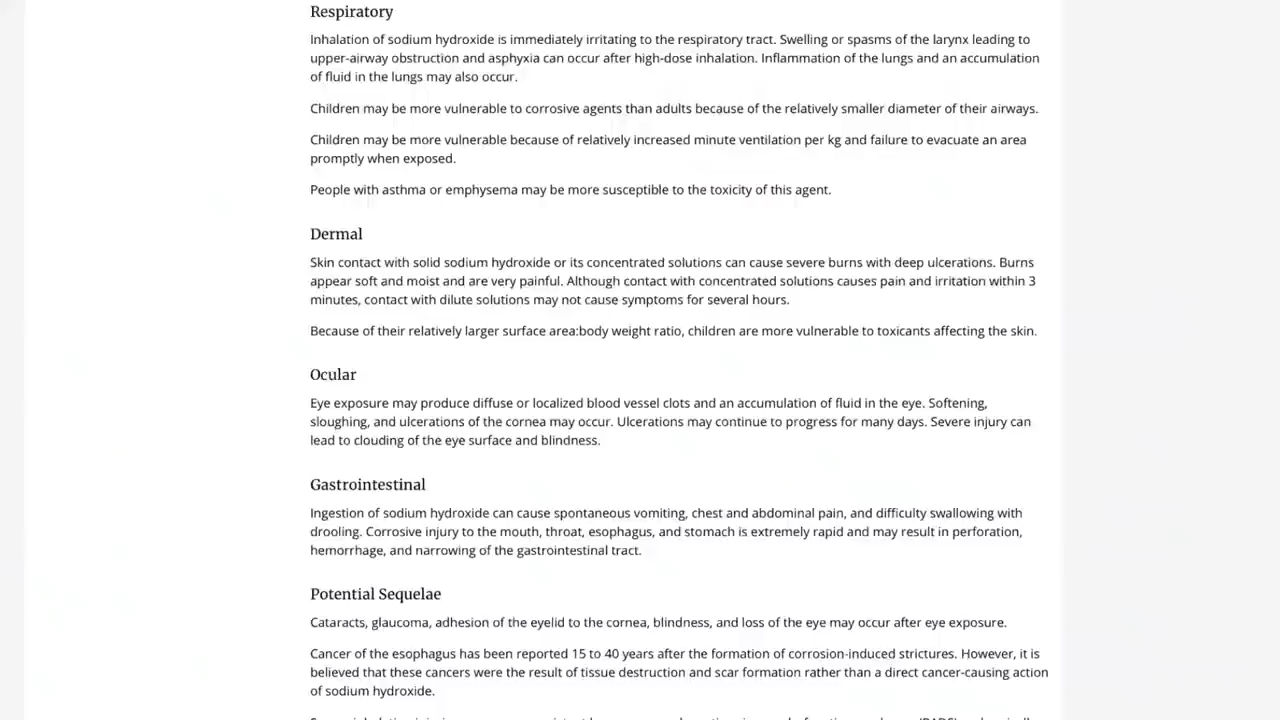 Respiratory
Inhalation of sodium hydroxide is immediately irritating to the respiratory tract. Swelling or spasms of the larynx leading to
upper-airway obstruction and asphyxia can occur after high-dose inhalation. Inflammation of the lungs and an accumulation
of fluid in the lungs may also occur.
Children may be more vulnerable to corrosive agents than adults because of the relatively smaller diameter of their airways.
Children may be more vulnerable because of relatively increased minute ventilation per kg and failure to evacuate an area
promptly when exposed.
People with asthma or emphysema may be more susceptible to the toxicity of this agent.
Dermal
Skin contact with solid sodium hydroxide or its concentrated solutions can cause severe burns with deep ulcerations. Burns
appear soft and moist and are very painful. Although contact with concentrated solutions causes pain and irritation within 3
minutes, contact with dilute solutions may not cause symptoms for several hours.
Because of their relatively larger surface area:body weight ratio, children are more vulnerable to toxicants affecting the skin.
Ocular
Eye exposure may produce diffuse or localized blood vessel clots and an accumulation of fluid in the eye. Softening,
sloughing, and ulcerations of the cornea may occur. Ulcerations may continue to progress for many days. Severe injury can
lead to clouding of the eye surface and blindness.
Gastrointestinal
Ingestion of sodium hydroxide can cause spontaneous vomiting, chest and abdominal pain, and difficulty swallowing with
drooling. Corrosive injury to the mouth, throat, esophagus, and stomach is extremely rapid and may result in perforation,
hemorrhage, and narrowing of the gastrointestinal tract.
Potential Sequelae
Cataracts, glaucoma, adhesion of the eyelid to the cornea, blindness, and loss of the eye may occur after eye exposure.
Cancer of the esophagus has been reported 15 to 40 years after the formation of corrosion-induced strictures. However, it is
believed that these cancers were the result of tissue destruction and scar formation rather than a direct cancer-causing action
of sodium hydroxide.